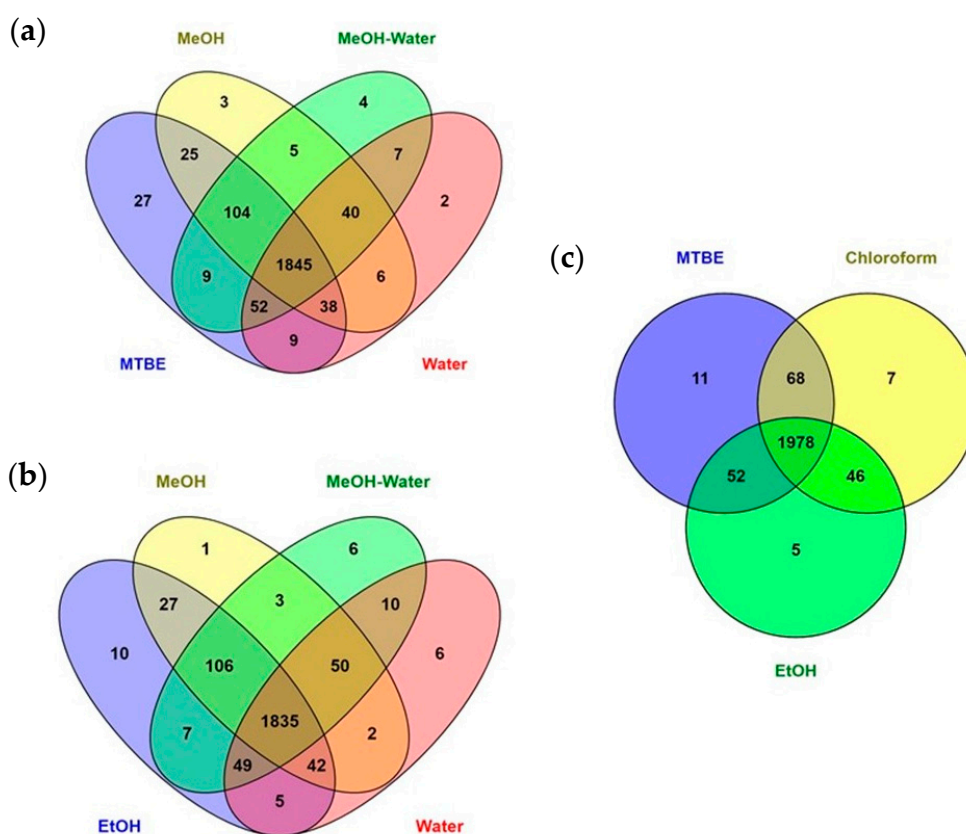 (a)
MeOH MeOH-Water
3 4
25 5 7
27 2
104 40
1845
9 6
52 38
9
MTBE Water
(b)
MeOH MeOH-Water
1 6
27 3 10
10 6
106 50
1835
7 2
49 42
5
EtOH Water
(c)
MTBE Chloroform
11 68 7
1978
52 46
5
EtOH